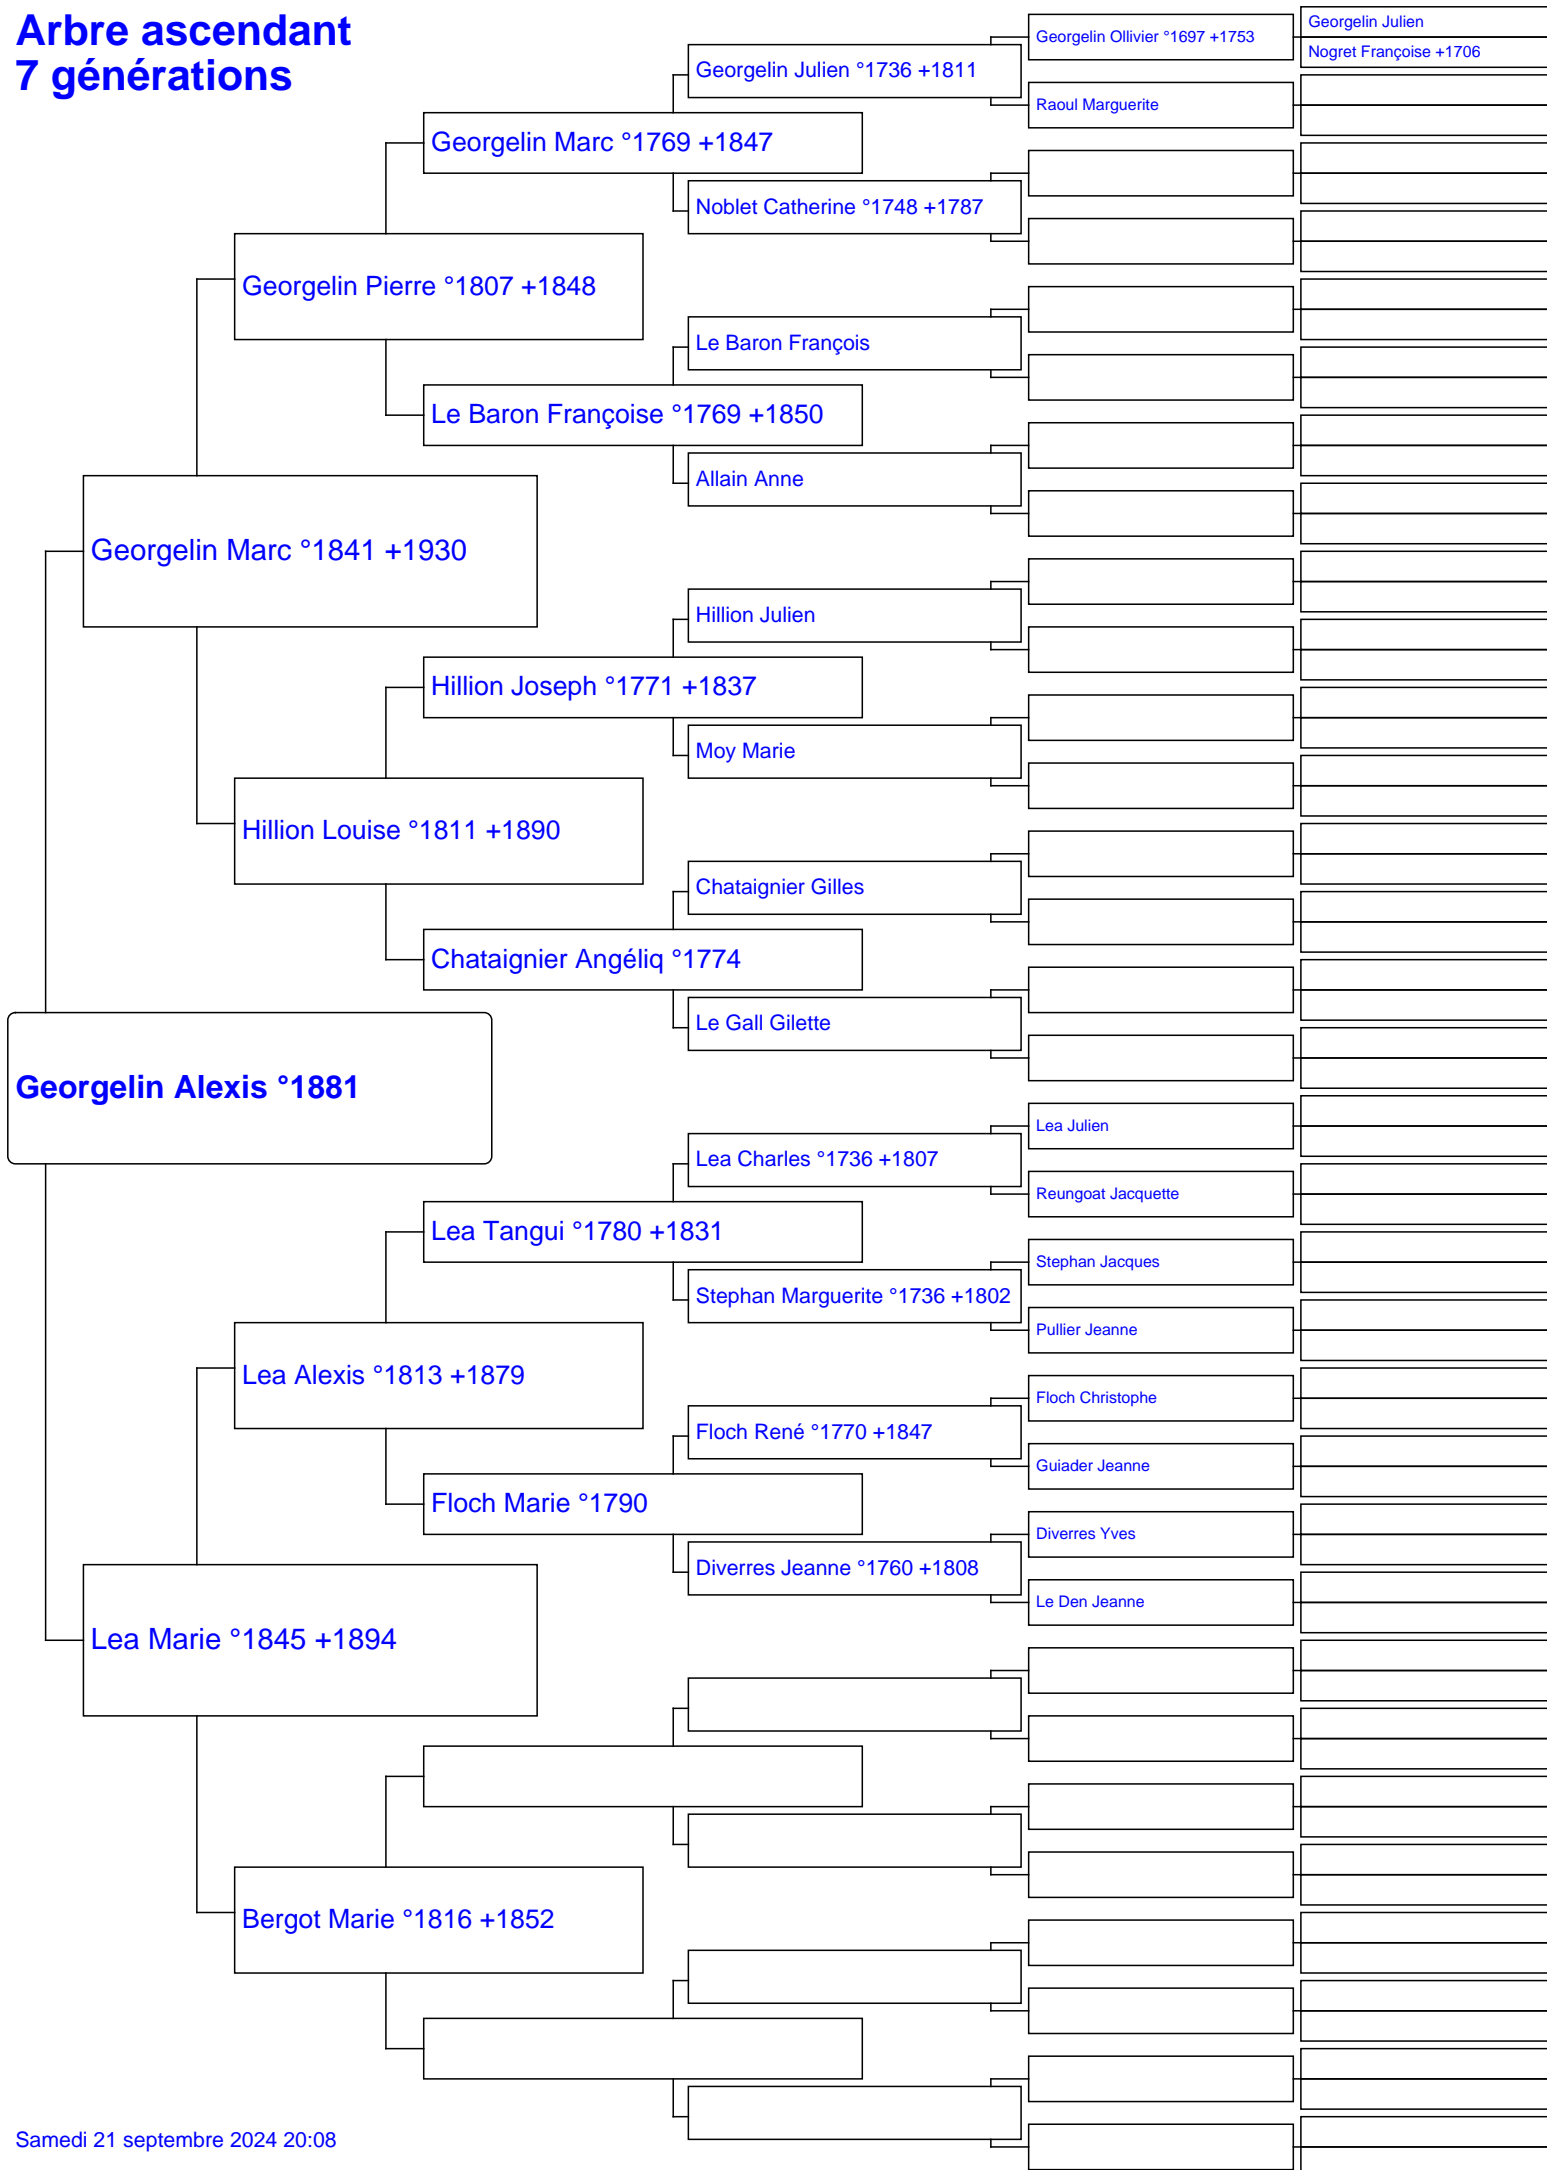 Arbre ascendant
7 générations
Georgelin Julien
Nogret Françoise +1706
Georgelin Ollivier °1697 +1753
Georgelin Julien °1736 +1811
Raoul Marguerite
Georgelin Marc °1769 +1847
Noblet Catherine °1748 +1787
Georgelin Pierre °1807 +1848
Le Baron François
Le Baron Françoise °1769 +1850
Allain Anne
Georgelin Marc °1841 +1930
Hillion Julien
Hillion Joseph °1771 +1837
Moy Marie
Hillion Louise °1811 +1890
Chataignier Gilles
Chataignier Angéliq °1774
Le Gall Gilette
Georgelin Alexis °1881
Lea Julien
Lea Charles °1736 +1807
Reungoat Jacquette
Lea Tangui °1780 +1831
Stephan Jacques
Stephan Marguerite °1736 +1802
Pullier Jeanne
Lea Alexis °1813 +1879
Floch Christophe
Floch René °1770 +1847
Guiader Jeanne
Floch Marie °1790
Diverres Yves
Diverres Jeanne °1760 +1808
Le Den Jeanne
Lea Marie °1845 +1894
Bergot Marie °1816 +1852
Samedi 21 septembre 2024 20:08